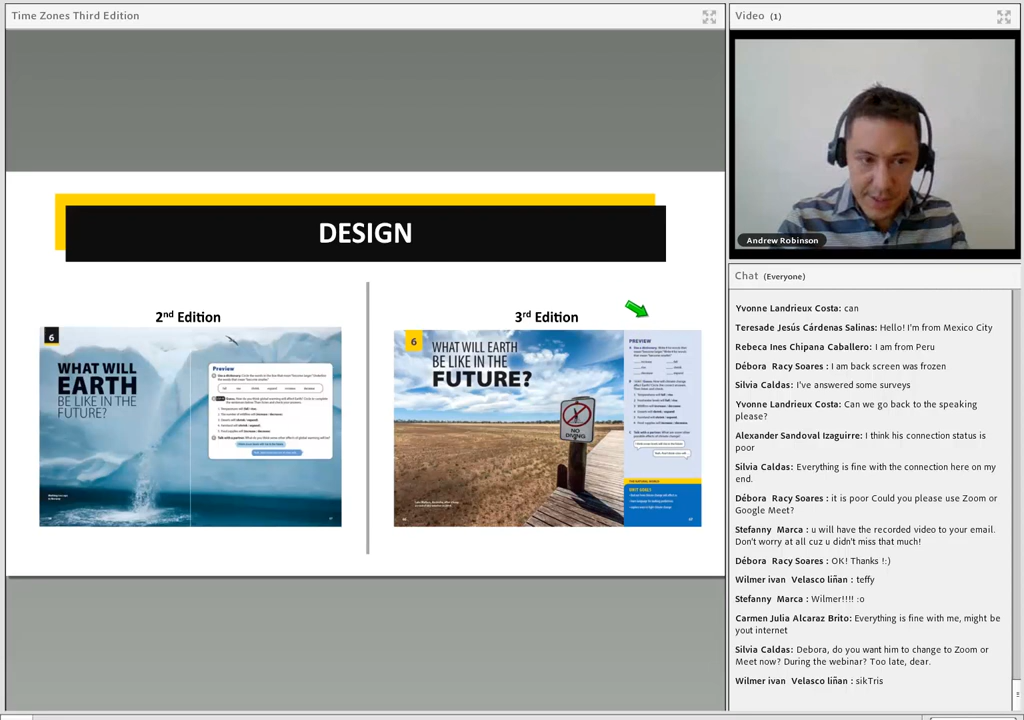 Time Zones Third Edition
DESIGN
2nd Edition
3rd Edition
6
WHAT WILL
EARTH
BE LIKE IN THE
FUTURE?
Preview
6
WHAT WILL EARTH
BE LIKE IN THE
FUTURE?
NO
DIVING
PREVIEW
Video (1)
Andrew Robinson
Chat (Everyone)
Yvonne Landrieux Costa: can
Teresade Jesús Cárdenas Salinas: Hello! I'm from Mexico City
Rebeca Ines Chipana Caballero: I am from Peru
Débora Racy Soares : I am back screen was frozen
Silvia Caldas: I've answered some surveys
Yvonne Landrieux Costa: Can we go back to the speaking
please?
Alexander Sandoval Izaguirre: I think his connection status is
poor
Silvia Caldas: Everything is fine with the connection here on my
end.
Débora Racy Soares : it is poor Could you please use Zoom or
Google Meet?
Stefanny Marca : u will have the recorded video to your email.
Don't worry at all cuz u didn't miss that much!
Débora Racy Soares : OK! Thanks !:)
Wilmer ivan Velasco liñan : teffy
Stefanny Marca : Wilmer!!!! :o
Carmen Julia Alcaraz Brito: Everything is fine with me, might be
yout internet
Silvia Caldas: Debora, do you want him to change to Zoom or
Meet now? During the webinar? Too late, dear.
Wilmer ivan Velasco liñan : sikTris